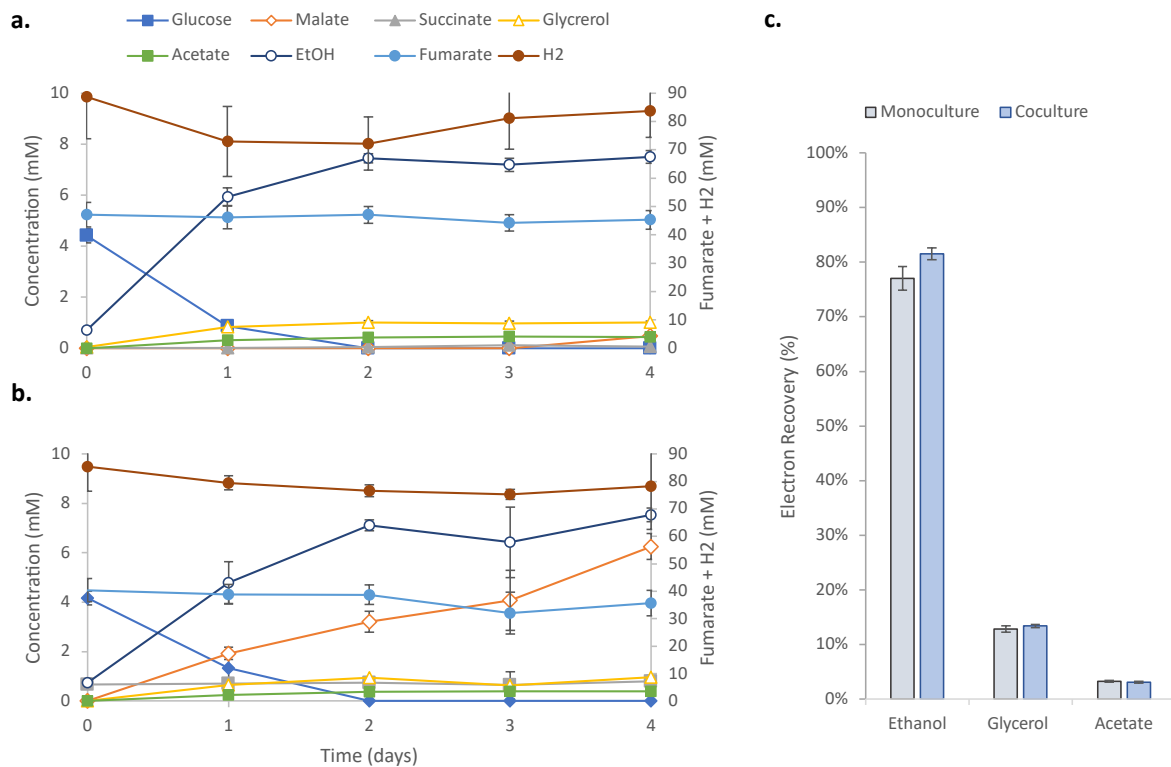 a.
Glucose Malate Succinate Glycrerol
Acetate EtOH Fumarate H2
Concentration (mM)
10
8
6
4
2
0
Fumarate + H2 (mM)
90
80
70
60
50
40
30
20
10
0
0 1 2 3 4
b.
Concentration (mM)
10
8
6
4
2
0
Fumarate + H2 (mM)
90
80
70
60
50
40
30
20
10
0
0 1 2 3 4
Time (days)
c.
Monoculture Coculture
Electron Recovery (%)
100%
90%
80%
70%
60%
50%
40%
30%
20%
10%
0%
Ethanol Glycerol Acetate